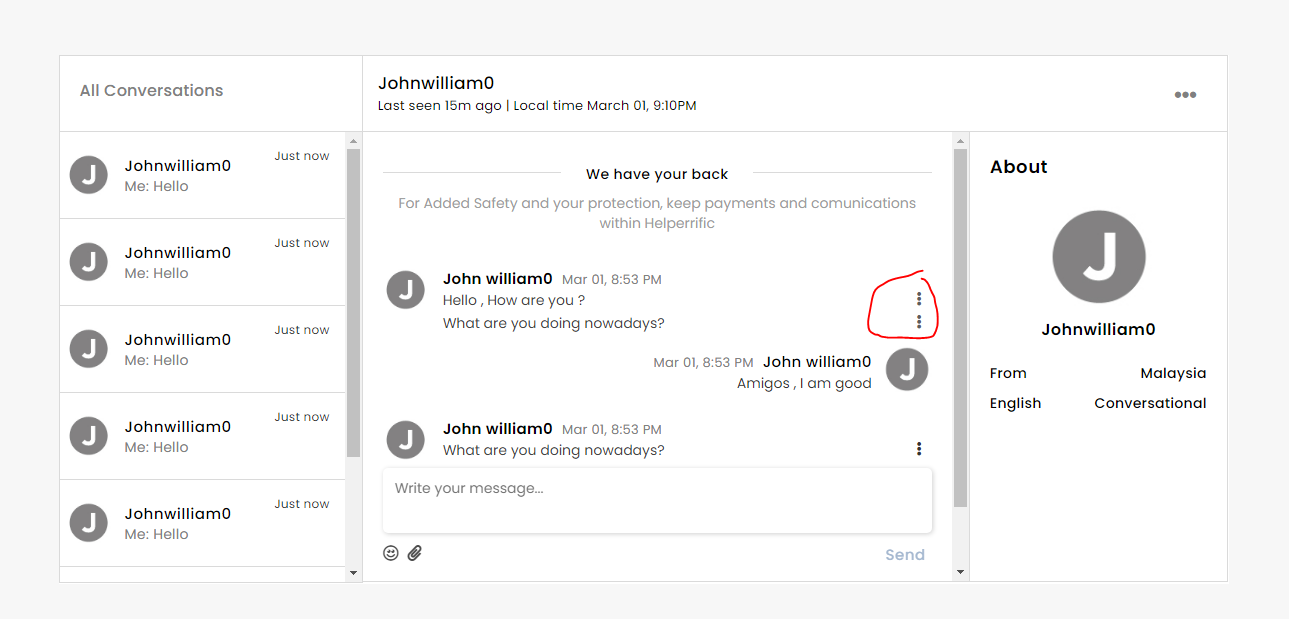 All Conversations
Johnwilliam0
Last seen 15m ago | Local time March 01, 9:10PM
J
Johnwilliam0
Just now
Me: Hello
J
Johnwilliam0
Just now
Me: Hello
J
Johnwilliam0
Just now
Me: Hello
J
Johnwilliam0
Just now
Me: Hello
J
Johnwilliam0
Just now
Me: Hello
We have your back
For Added Safety and your protection, keep payments and comunications
within Helperrific
J
John william0 Mar 01, 8:53 PM
Hello , How are you ?
What are you doing nowadays?
Mar 01, 8:53 PM John william0
J
Amigos , I am good
J
John william0 Mar 01, 8:53 PM
What are you doing nowadays?
Write your message...
Send
About
J
Johnwilliam0
From Malaysia
English Conversational